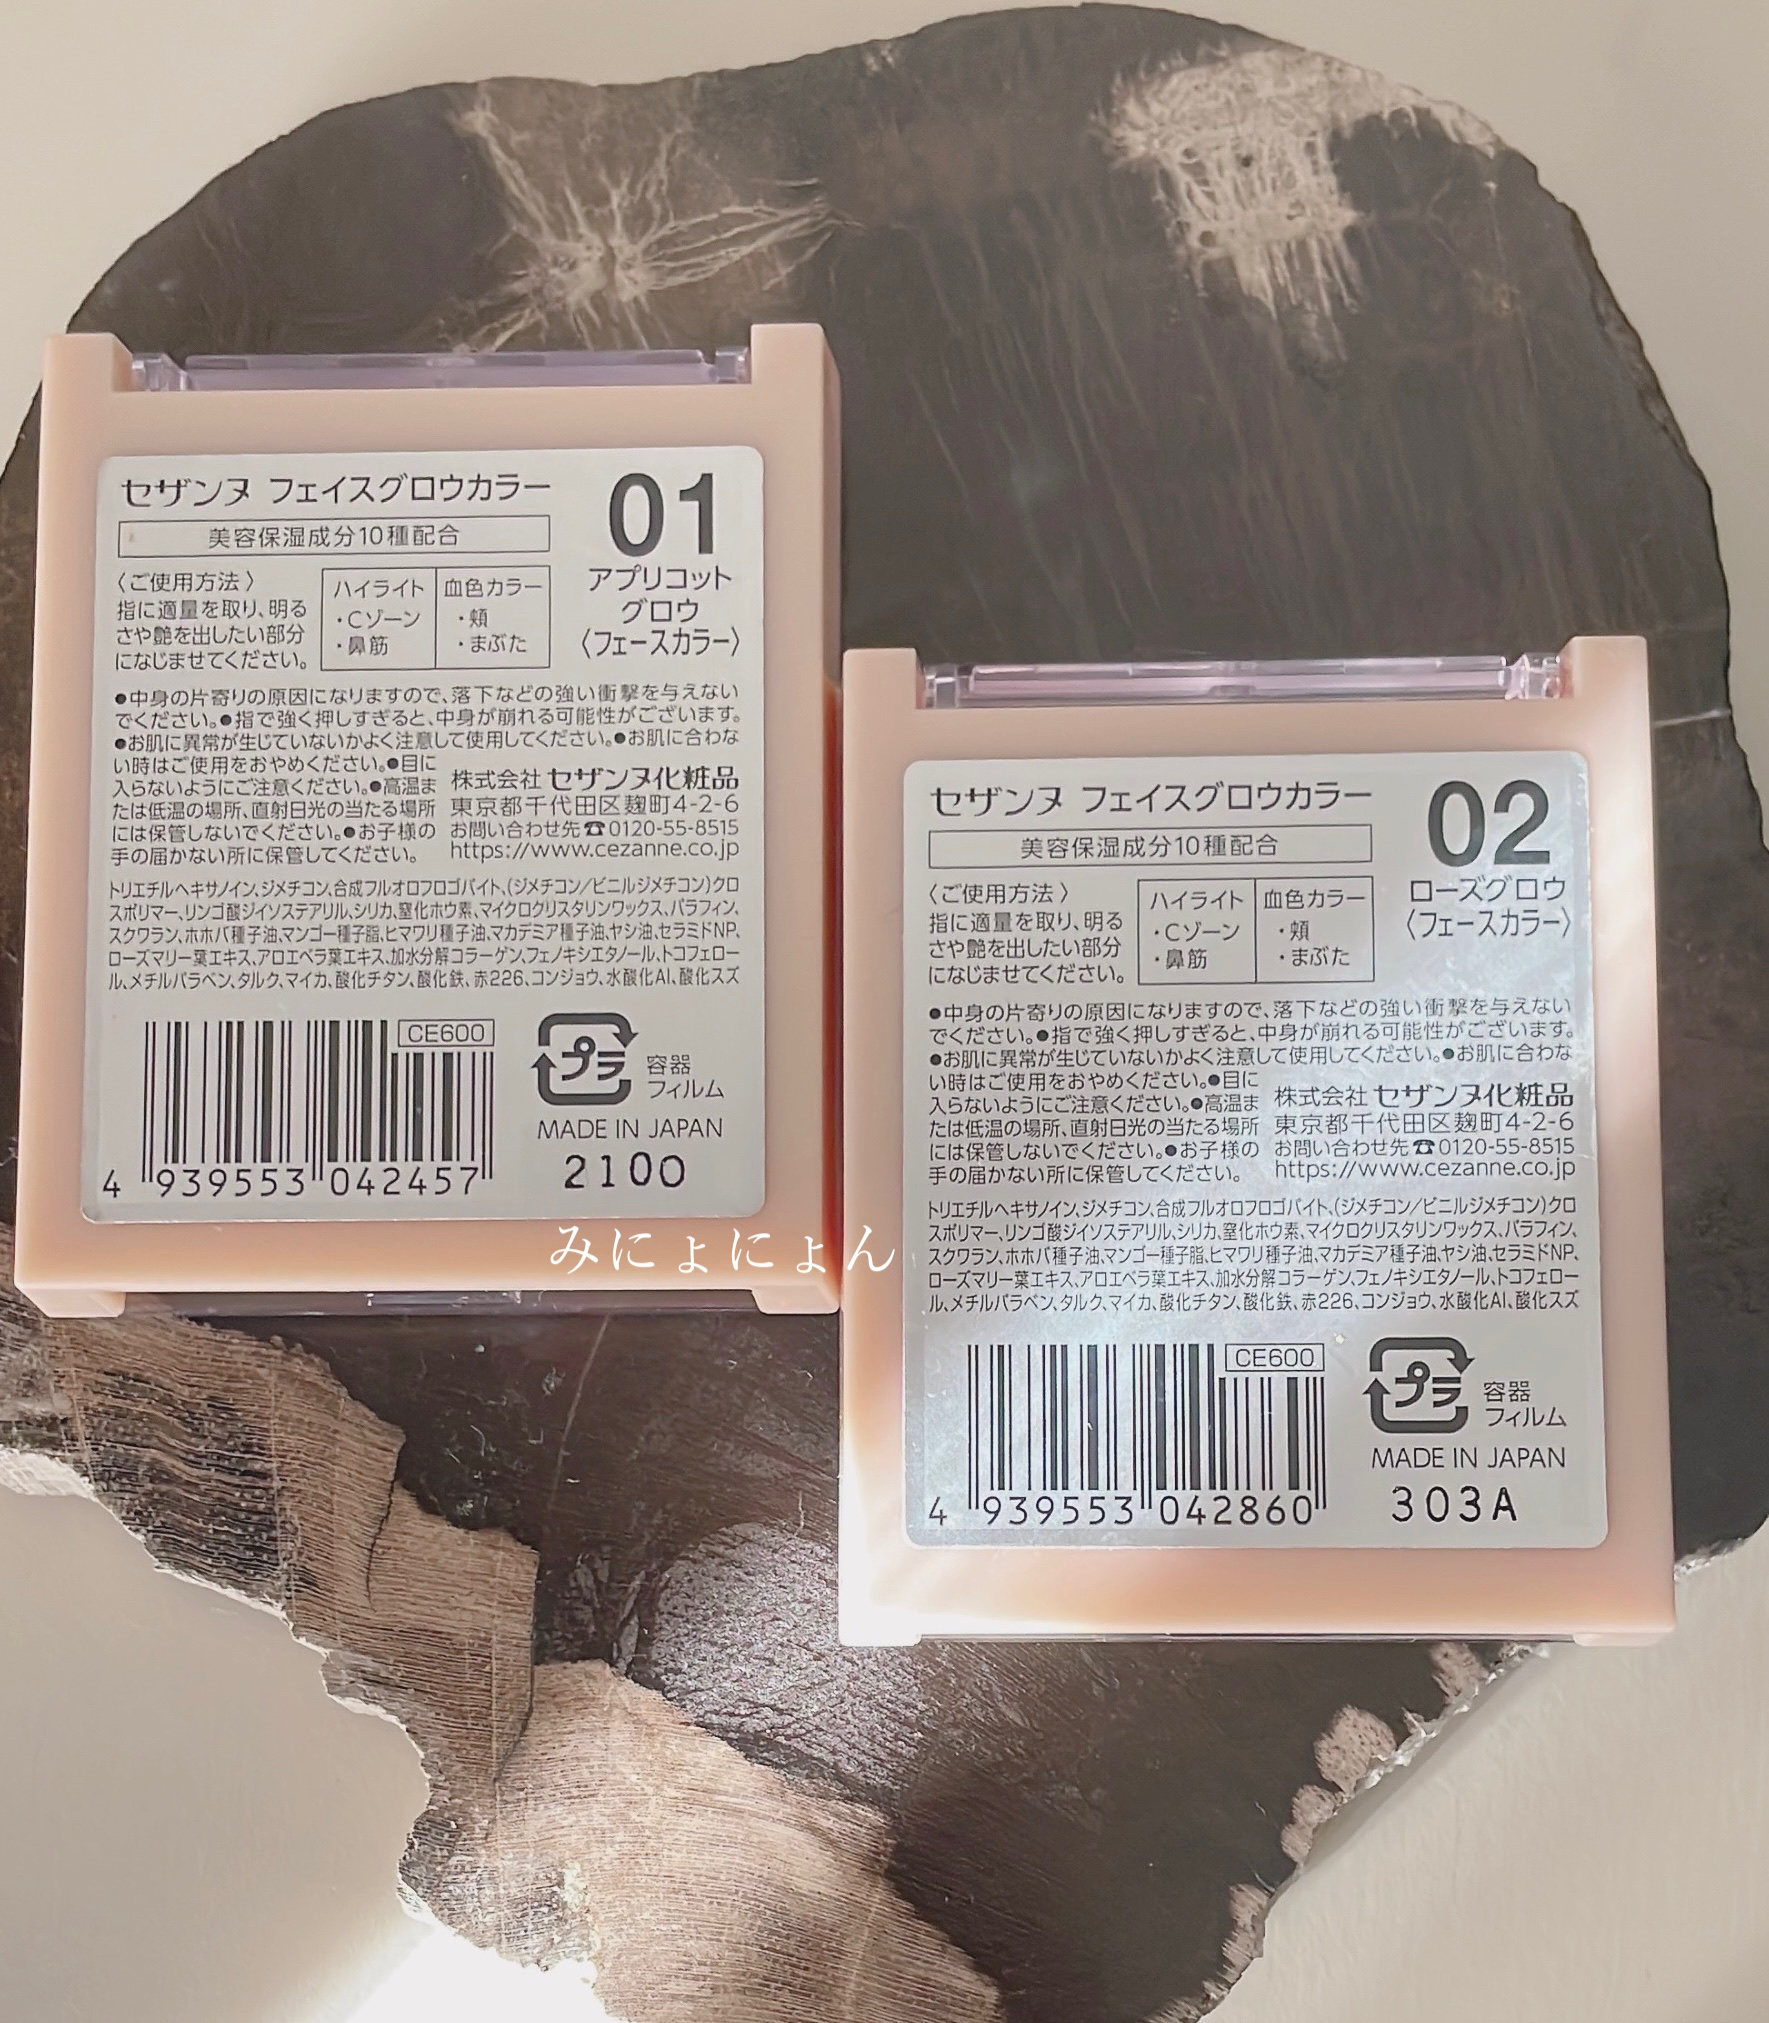 セザンヌ フェイスグロウカラー
01
美容保湿成分10種配合
アプリコット
グロウ
〈フェースカラー〉
〈ご使用方法〉
指に適量を取り、明る
さや艶を出したい部分
になじませてください。
ハイライト
・Cゾーン
・鼻筋
血色カラー
・頬
・まぶた
●中身の片寄りの原因になりますので、落下などの強い衝撃を与えない
でください。●指で強く押しすぎると、中身が崩れる可能性がございます。
●お肌に異常が生じていないかよく注意して使用してください。●お肌に合わな
い時はご使用をおやめください。●目に
入らないようにご注意ください。●高温ま
たは低温の場所、直射日光の当たる場所
には保管しないでください。●お子様の
手の届かない所に保管してください。
株式会社 セザンヌ化粧品
東京都千代田区麹町4-2-6
お問い合わせ先☎0120-55-8515
https://www.cezanne.co.jp
トリエチルヘキサノイン、ジメチコン、合成フルオロフロゴパイト、(ジメチコン/ビニルジメチコン)クロ
スポリマー、リンゴ酸ジイソステアリル、シリカ、窒化ホウ素、マイクロクリスタリンワックス、パラフィン、
スクワラン、ホホバ種子油、マンゴー種子脂、ヒマワリ種子油、マカデミア種子油、ヤシ油、セラミドNP、
ローズマリー葉エキス、アロエベラ葉エキス、加水分解コラーゲン、フェノキシエタノール、トコフェロー
ル、メチルパラベン、タルク、マイカ、酸化チタン、酸化鉄、赤226、コンジョウ、水酸化Al、酸化スズ
CE600
プラ
容器
フィルム
MADE IN JAPAN
2100
4 939553 042457
みにょにょん
セザンヌ フェイスグロウカラー
02
美容保湿成分10種配合
ローズグロウ
〈フェースカラー〉
〈ご使用方法〉
指に適量を取り、明る
さや艶を出したい部分
になじませてください。
ハイライト
・Cゾーン
・鼻筋
血色カラー
・頬
・まぶた
●中身の片寄りの原因になりますので、落下などの強い衝撃を与えない
でください。●指で強く押しすぎると、中身が崩れる可能性がございます。
●お肌に異常が生じていないかよく注意して使用してください。●お肌に合わな
い時はご使用をおやめください。●目に
入らないようにご注意ください。●高温ま
たは低温の場所、直射日光の当たる場所
には保管しないでください。●お子様の
手の届かない所に保管してください。
株式会社 セザンヌ化粧品
東京都千代田区麹町4-2-6
お問い合わせ先☎0120-55-8515
https://www.cezanne.co.jp
トリエチルヘキサノイン、ジメチコン、合成フルオロフロゴパイト、(ジメチコン/ビニルジメチコン)クロ
スポリマー、リンゴ酸ジイソステアリル、シリカ、窒化ホウ素、マイクロクリスタリンワックス、パラフィン、
スクワラン、ホホバ種子油、マンゴー種子脂、ヒマワリ種子油、マカデミア種子油、ヤシ油、セラミドNP、
ローズマリー葉エキス、アロエベラ葉エキス、加水分解コラーゲン、フェノキシエタノール、トコフェロー
ル、メチルパラベン、タルク、マイカ、酸化チタン、酸化鉄、赤226、コンジョウ、水酸化Al、酸化スズ
CE600
プラ
容器
フィルム
MADE IN JAPAN
303A
4 939553 042860